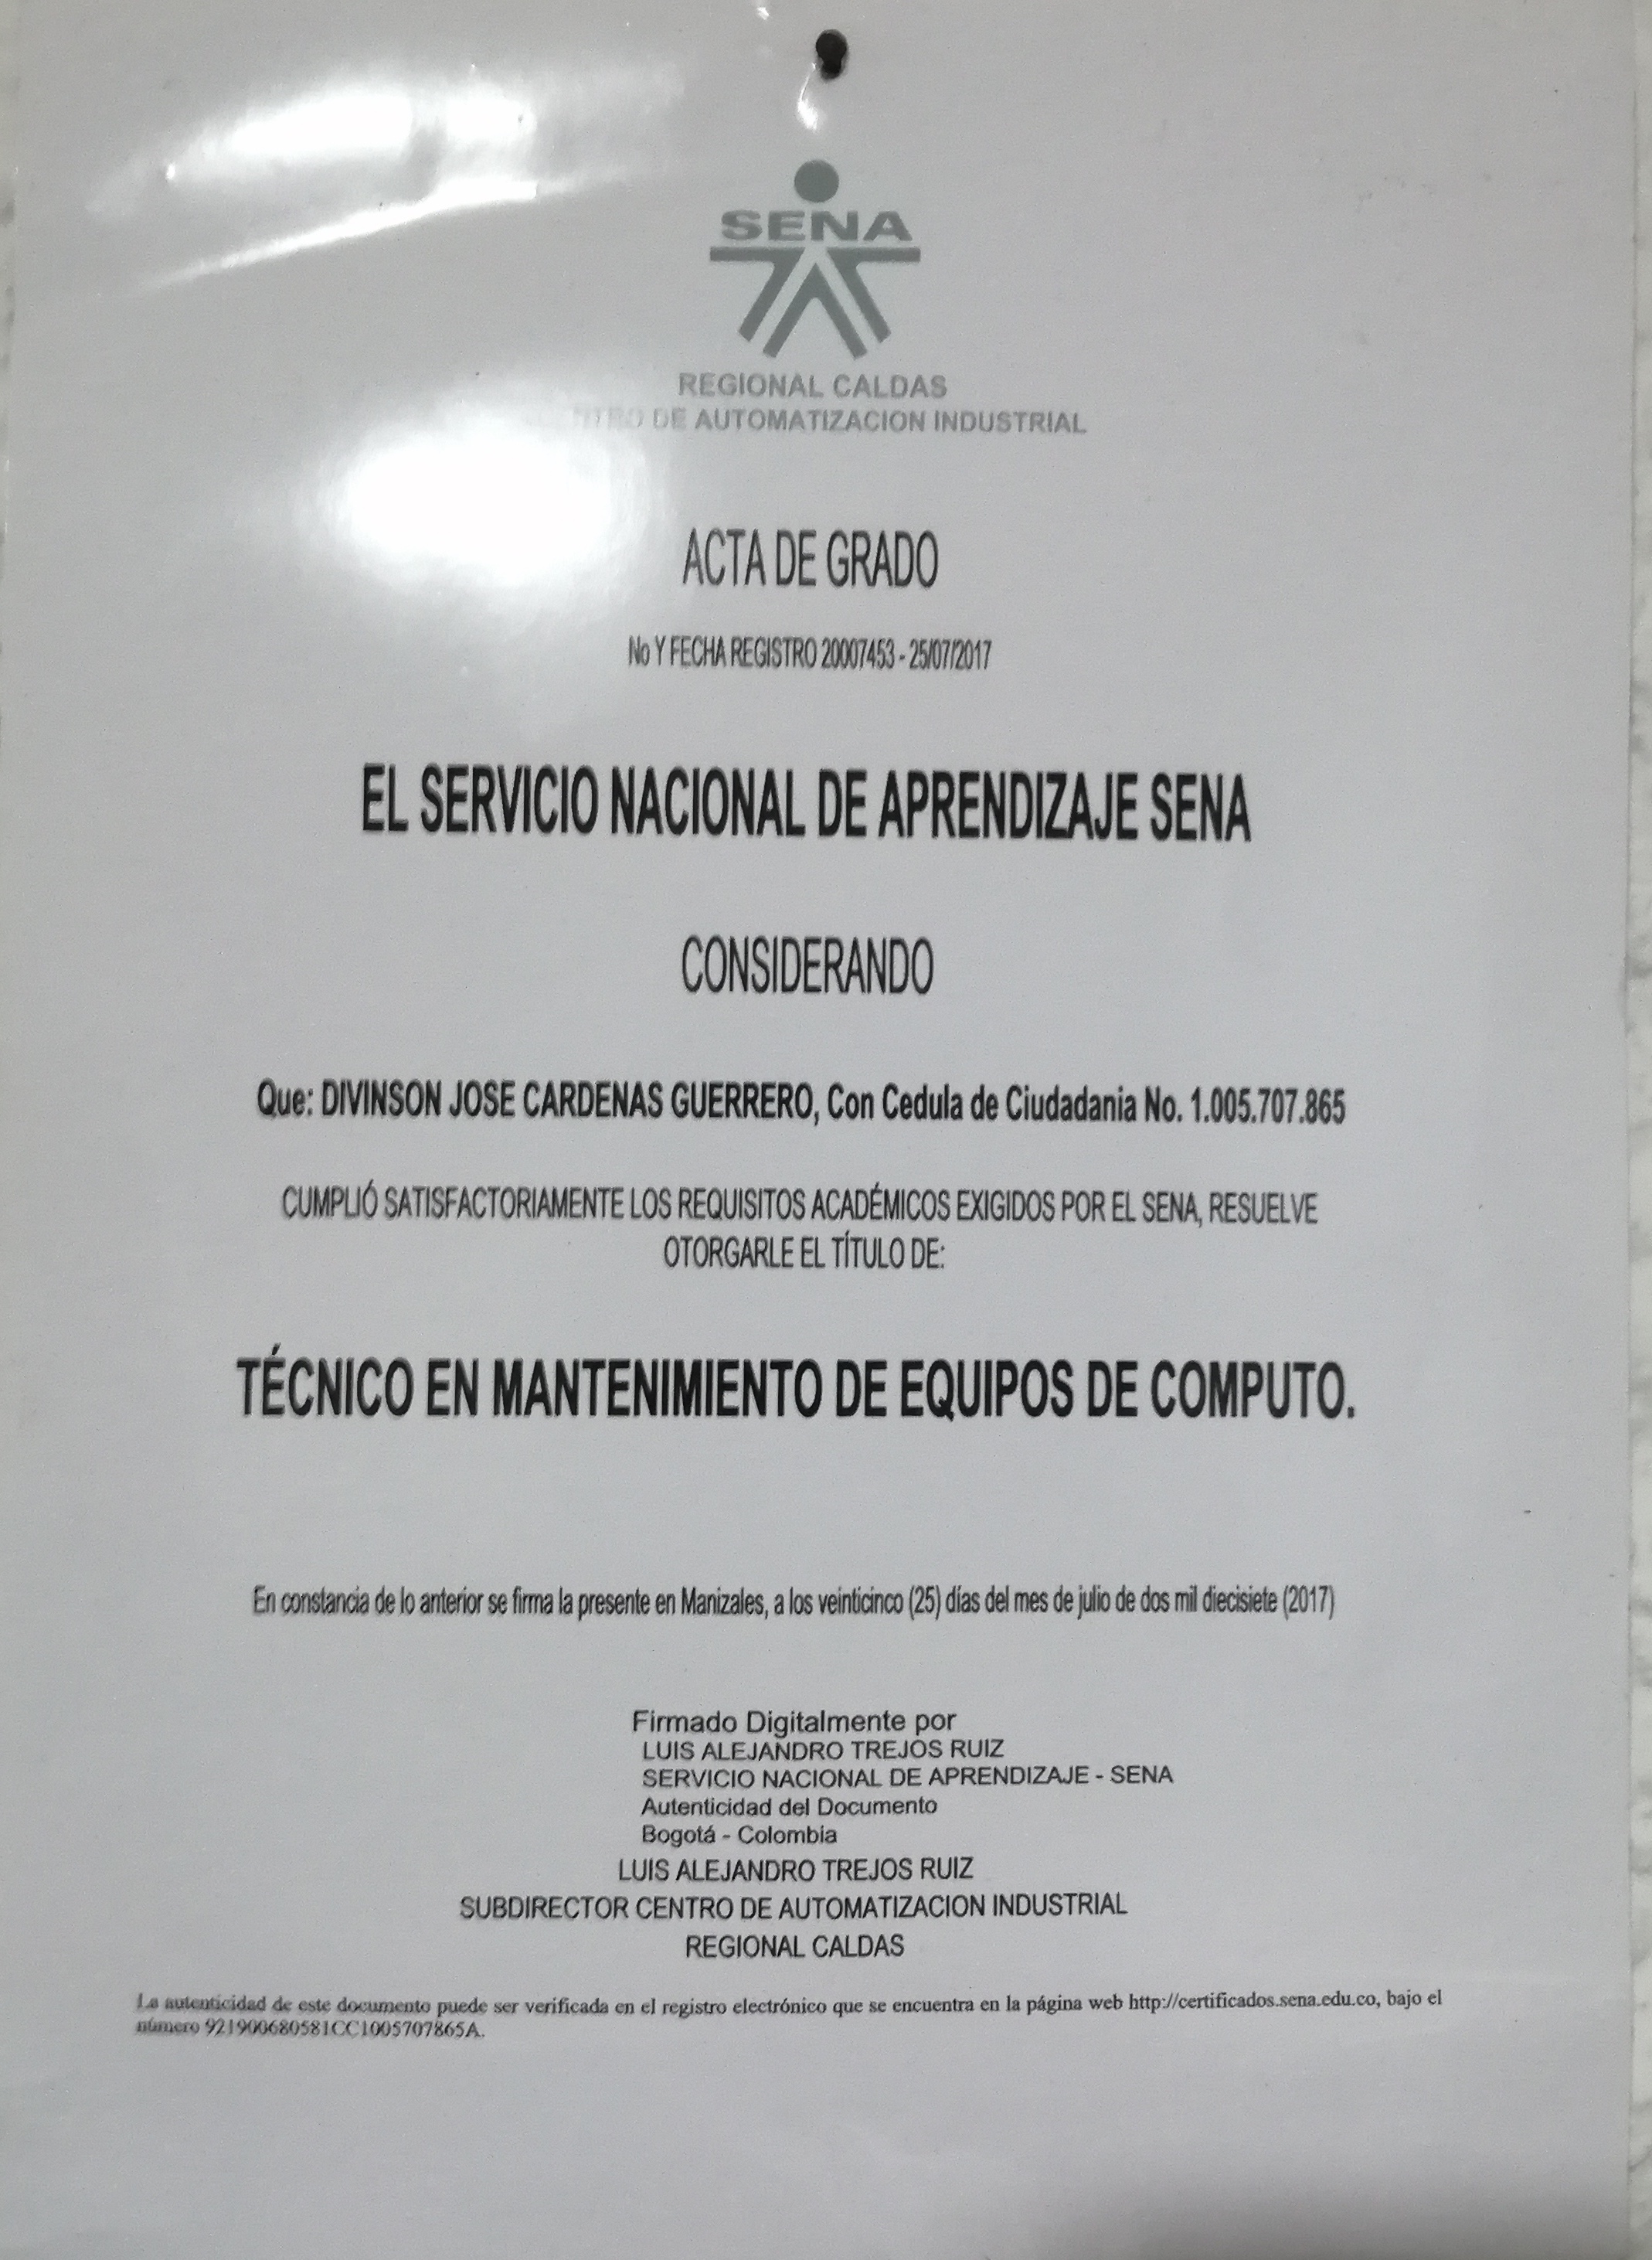 SENA
REGIONAL CALDAS
DE AUTOMATIZACION INDUSTRIAL
ACTA DE GRADO
No Y FECHA REGISTRO 20007453 - 25/07/2017
EL SERVICIO NACIONAL DE APRENDIZAJE SENA
CONSIDERANDO
Que: DIVINSON JOSE CARDENAS GUERRERO, Con Cedula de Ciudadania No. 1.005.707.865
CUMPLIÓ SATISFACTORIAMENTE LOS REQUISITOS ACADÉMICOS EXIGIDOS POR EL SENA, RESUELVE
OTORGARLE EL TÍTULO DE:
TÉCNICO EN MANTENIMIENTO DE EQUIPOS DE COMPUTO.
En constancia de lo anterior se firma la presente en Manizales, a los veinticinco (25) días del mes de julio de dos mil diecisiete (2017)
Firmado Digitalmente por
LUIS ALEJANDRO TREJOS RUIZ
SERVICIO NACIONAL DE APRENDIZAJE - SENA
Autenticidad del Documento
Bogotá - Colombia
LUIS ALEJANDRO TREJOS RUIZ
SUBDIRECTOR CENTRO DE AUTOMATIZACION INDUSTRIAL
REGIONAL CALDAS
La autenticidad de este documento puede ser verificada en el registro electrónico que se encuentra en la página web http://certificados.sena.edu.co, bajo el
número 921900680581CC1005707865A.